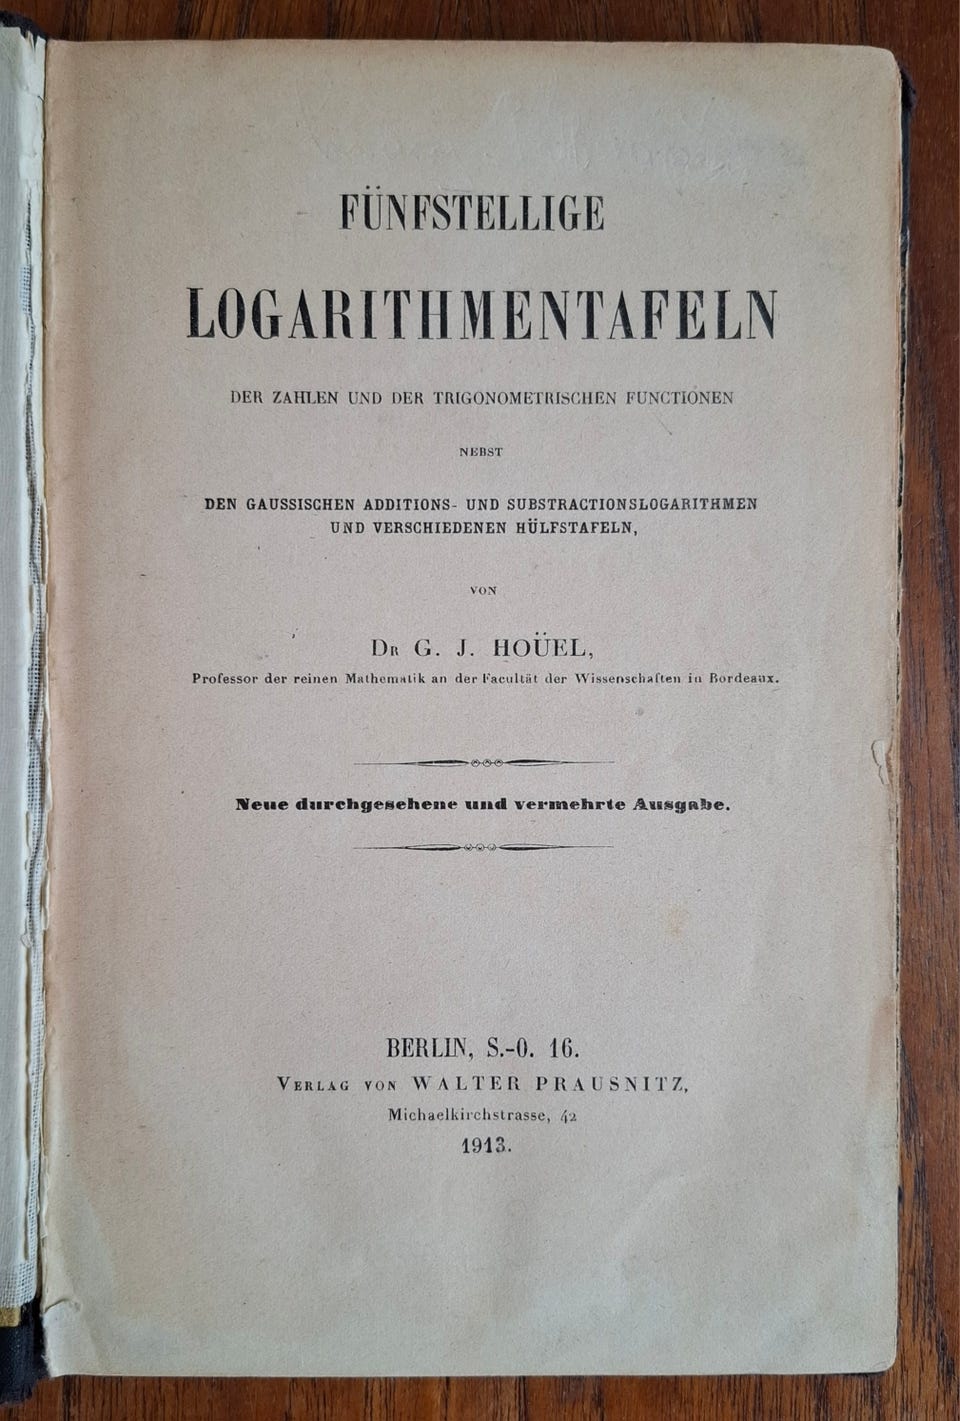 FÜNFSTELLIGE
LOGARITHMENTAFELN
DER ZAHLEN UND DER TRIGONOMETRISCHEN FUNCTIONEN
NEBST
DEN GAUSSISCHEN ADDITIONS- UND SUBSTRACTIONSLOGARITHMEN
UND VERSCHIEDENEN HÜLFSTAFELN,
VON
DR G. J. HOÜEL,
Professor der reinen Mathematik an der Facultät der Wissenschaften in Bordeaux.
Neue durchgesehene und vermehrte Ausgabe.
BERLIN, S.-O. 16.
VERLAG VON WALTER PRAUSNITZ,
Michaelkirchstrasse, 42
1913.